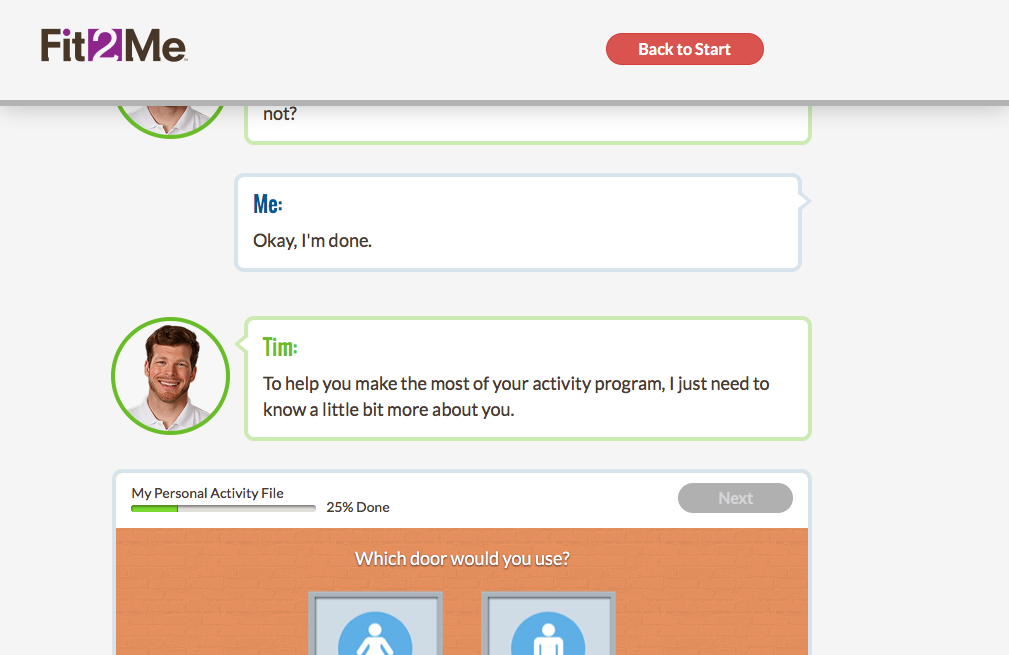 Fit2Me™
Back to Start
not?
Me:
Okay, I'm done.
Tim:
To help you make the most of your activity program, I just need to
know a little bit more about you.
My Personal Activity File
25% Done
Next
Which door would you use?